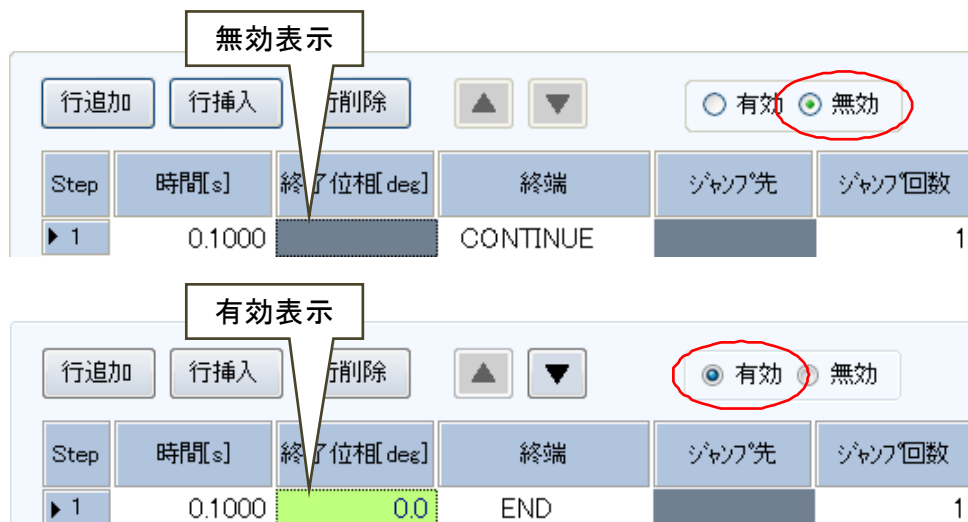 無効表示
行追加 行挿入 行削除 ▲ ▼ 有効 無効
Step 時間[s] 終了位相[deg] 終端 ジャンプ先 ジャンプ回数
1 0.1000 CONTINUE 1
有効表示
行追加 行挿入 行削除 ▲ ▼ 有効 無効
Step 時間[s] 終了位相[deg] 終端 ジャンプ先 ジャンプ回数
1 0.1000 0.0 END 1